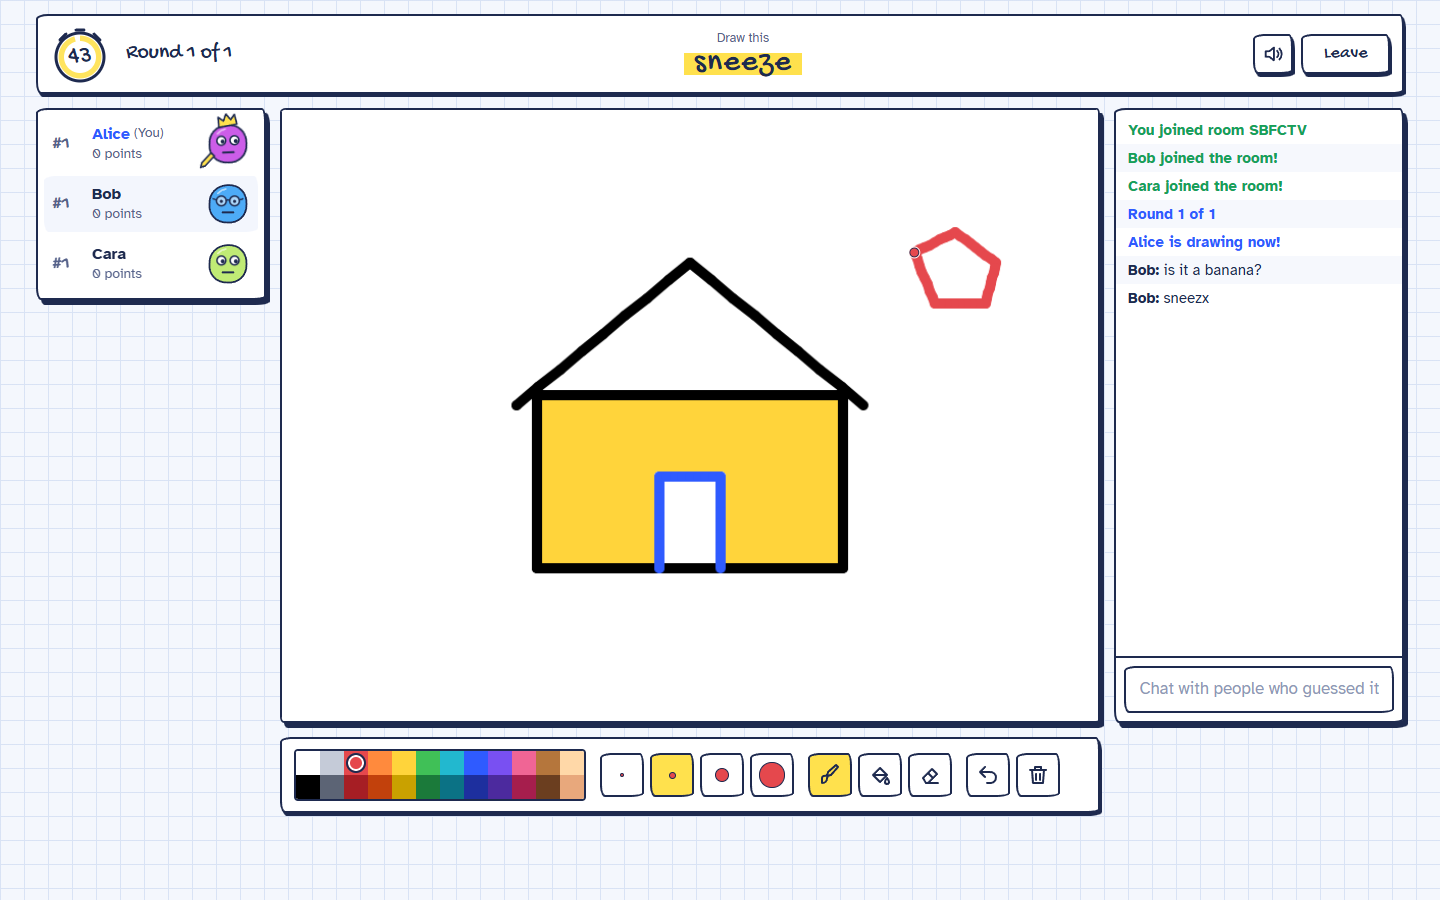 43
Round 1 of 1
Draw this
sneeze
Leave
#1
Alice (You)
0 points
#1
Bob
0 points
#1
Cara
0 points
You joined room SBFCTV
Bob joined the room!
Cara joined the room!
Round 1 of 1
Alice is drawing now!
Bob: is it a banana?
Bob: sneezx
Chat with people who guessed it